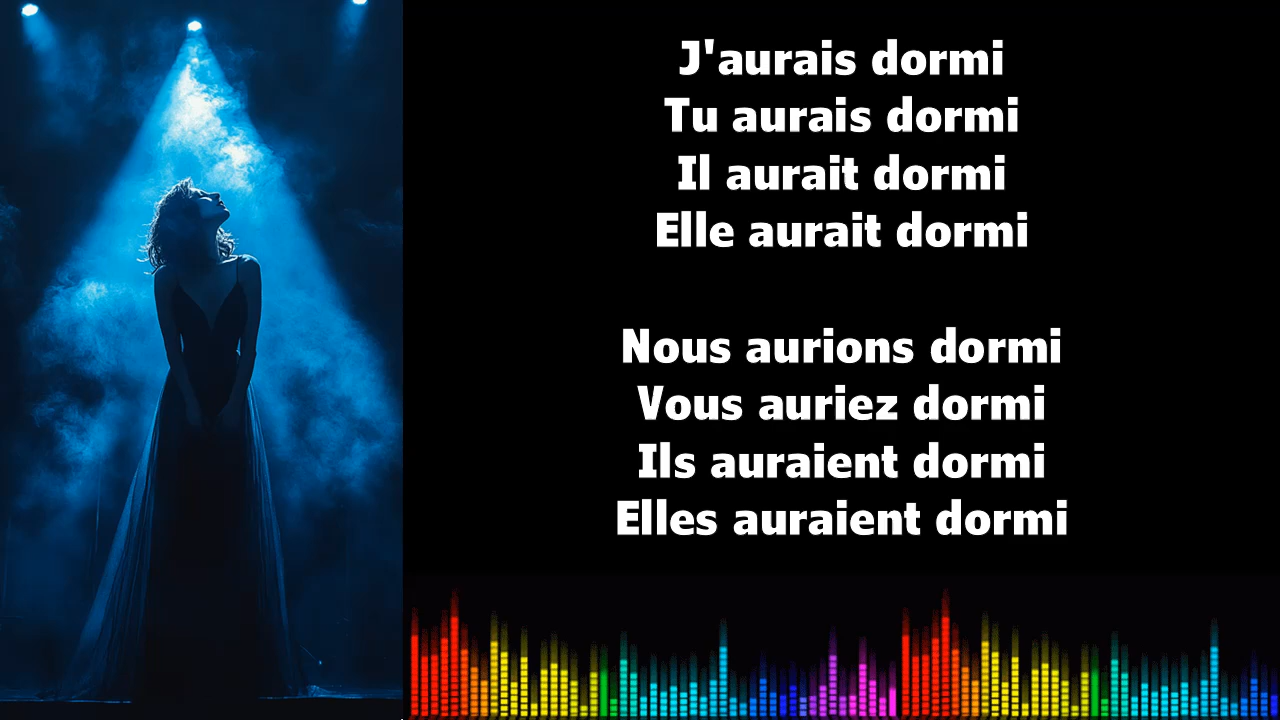 J'aurais dormi
Tu aurais dormi
Il aurait dormi
Elle aurait dormi
Nous aurions dormi
Vous auriez dormi
Ils auraient dormi
Elles auraient dormi